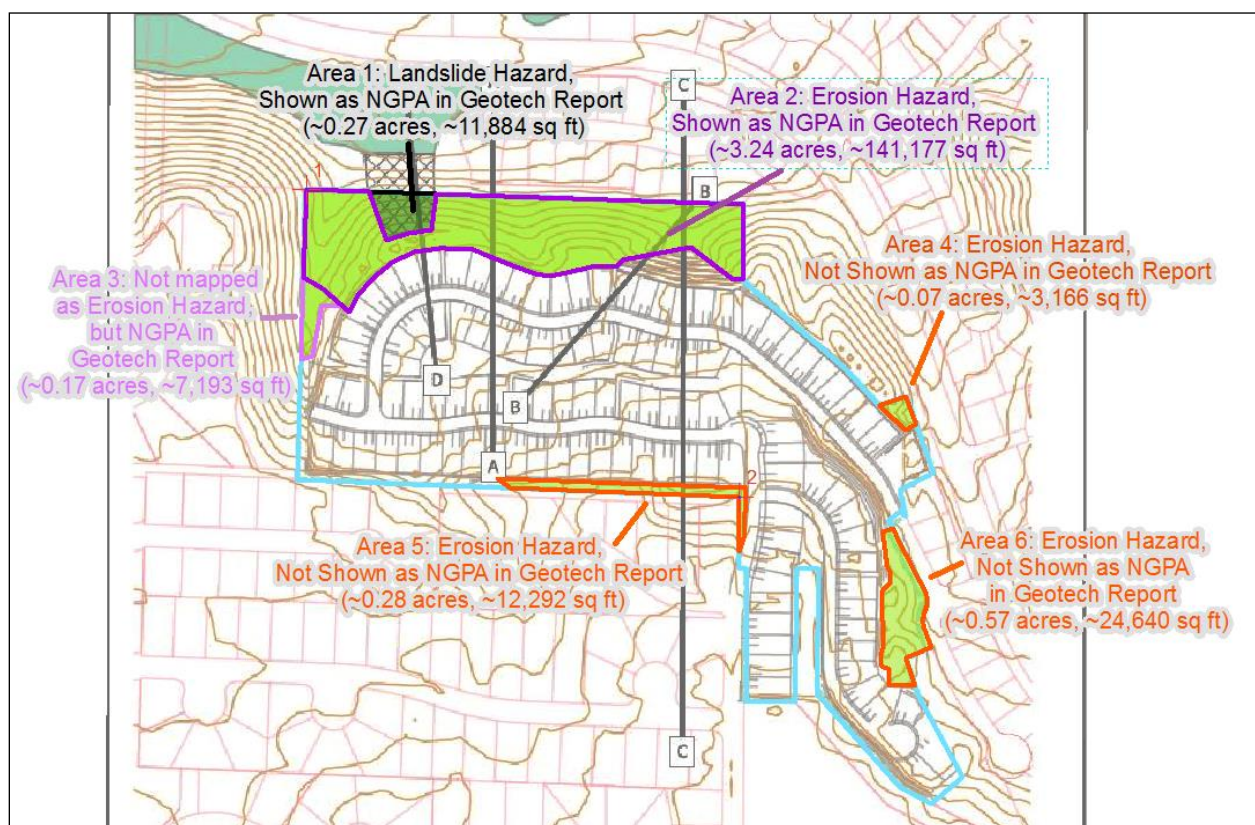 Area 1: Landslide Hazard,
Shown as NGPA in Geotech Report
(~0.27 acres, ~11,884 sq ft)
C
Area 2: Erosion Hazard,
Shown as NGPA in Geotech Report
(~3.24 acres, ~141,177 sq ft)
1
B
Area 4: Erosion Hazard,
Not Shown as NGPA in Geotech Report
(~0.07 acres, ~3,166 sq ft)
Area 3: Not mapped
as Erosion Hazard,
but NGPA in
Geotech Report
(~0.17 acres, ~7,193 sq ft)
D
B
A
2
Area 5: Erosion Hazard,
Not Shown as NGPA in Geotech Report
(~0.28 acres, ~12,292 sq ft)
Area 6: Erosion Hazard,
Not Shown as NGPA
in Geotech Report
(~0.57 acres, ~24,640 sq ft)
C